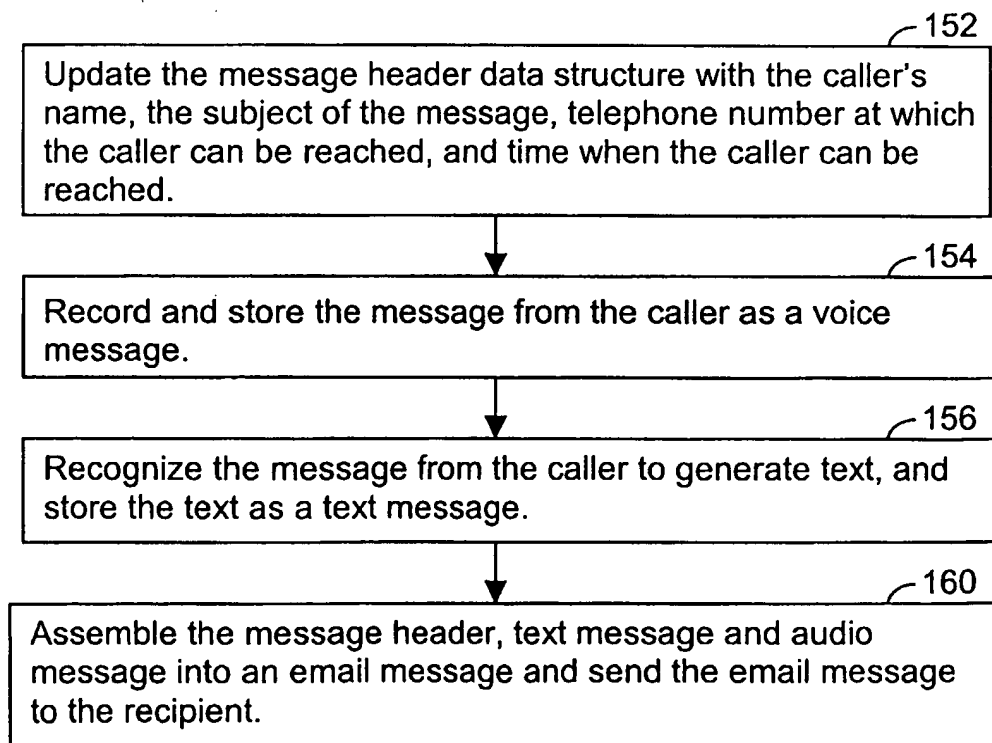 152
Update the message header data structure with the caller's
name, the subject of the message, telephone number at which
the caller can be reached, and time when the caller can be
reached.
154
Record and store the message from the caller as a voice
message.
156
Recognize the message from the caller to generate text, and
store the text as a text message.
160
Assemble the message header, text message and audio
message into an email message and send the email message
to the recipient.